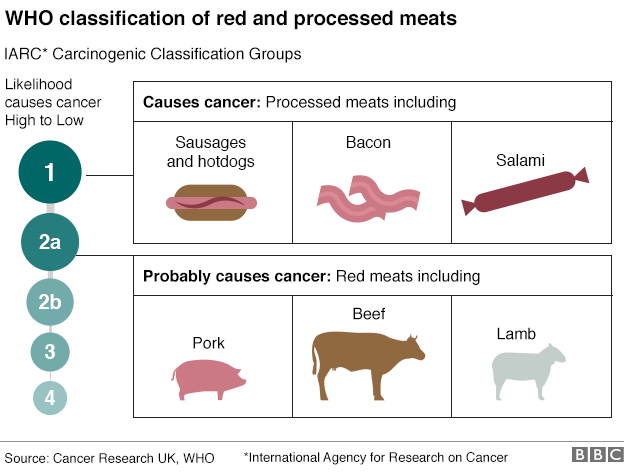 WHO classification of red and processed meats
IARC* Carcinogenic Classification Groups
Likelihood
causes cancer
High to Low
1
2a
2b
3
4
Causes cancer: Processed meats including
Sausages
and hotdogs
Bacon
Salami
Probably causes cancer: Red meats including
Pork
Beef
Lamb
Source: Cancer Research UK, WHO
*International Agency for Research on Cancer
BBC